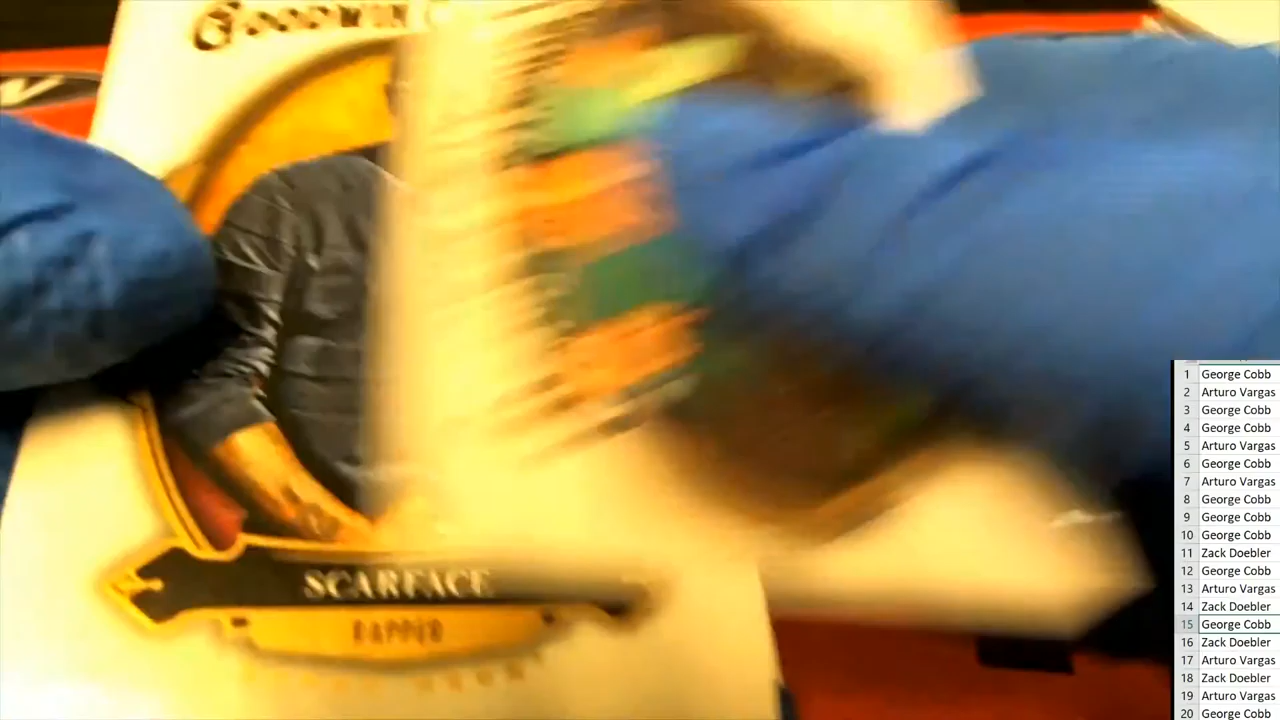 Goodwin
SCARFACE
RAPPER
1 George Cobb
2 Arturo Vargas
3 George Cobb
4 George Cobb
5 Arturo Vargas
6 George Cobb
7 Arturo Vargas
8 George Cobb
9 George Cobb
10 George Cobb
11 Zack Doebler
12 George Cobb
13 Arturo Vargas
14 Zack Doebler
15 George Cobb
16 Zack Doebler
17 Arturo Vargas
18 Zack Doebler
19 Arturo Vargas
20 George Cobb